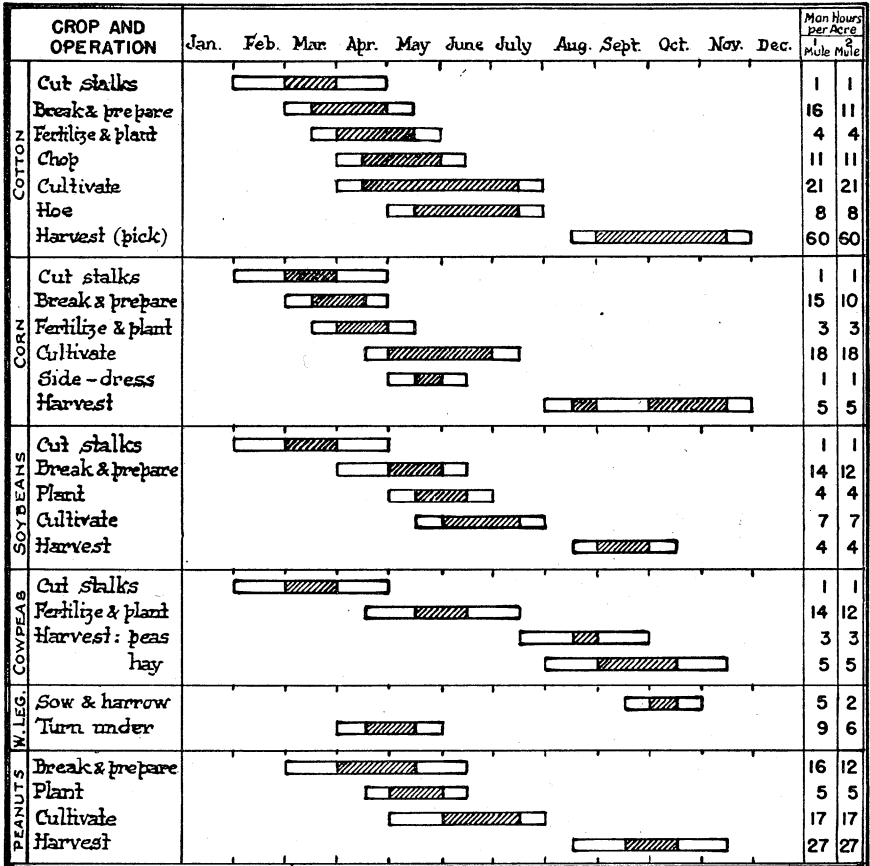 CROP AND OPERATION Jan. Feb. Mar. Apr. May June July Aug. Sept. Oct. Nov. Dec. Man Hours per Acre 1 Mule 2 Mule
COTTON
Cut stalks 1 1
Break & prepare 16 11
Fertilize & plant 4 4
Chop 11 11
Cultivate 21 21
Hoe 8 8
Harvest (pick) 60 60
CORN
Cut stalks 1 1
Break & prepare 15 10
Fertilize & plant 3 3
Cultivate 18 18
Side-dress 1 1
Harvest 5 5
SOYBEANS
Cut stalks 1 1
Break & prepare 14 12
Plant 4 4
Cultivate 7 7
Harvest 4 4
COWPEAS
Cut stalks 1 1
Fertilize & plant 14 12
Harvest: peas 3 3
hay 5 5
W. LEG.
Sow & harrow 5 2
Turn under 9 6
PEANUTS
Break & prepare 16 12
Plant 5 5
Cultivate 17 17
Harvest 27 27